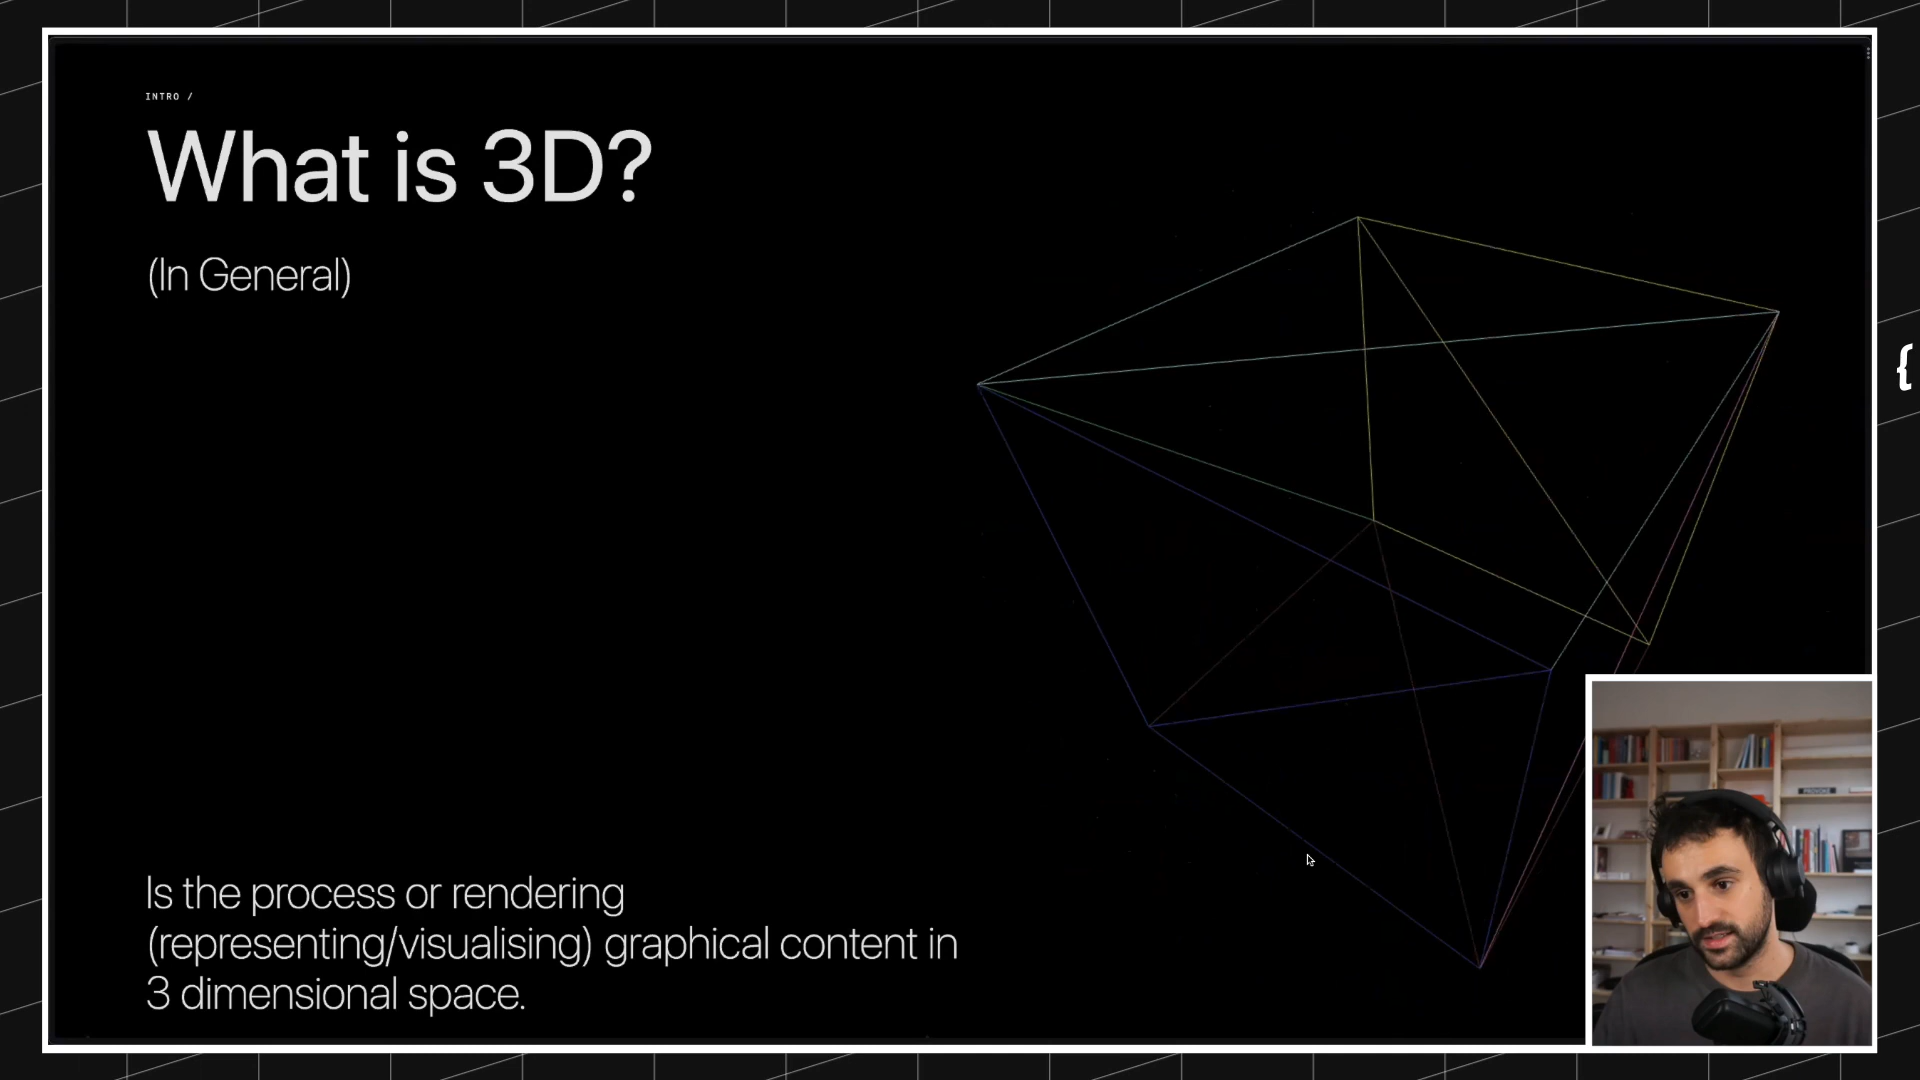 INTRO /
What is 3D?
(In General)
{
Is the process or rendering
(representing/visualising) graphical content in
3 dimensional space.